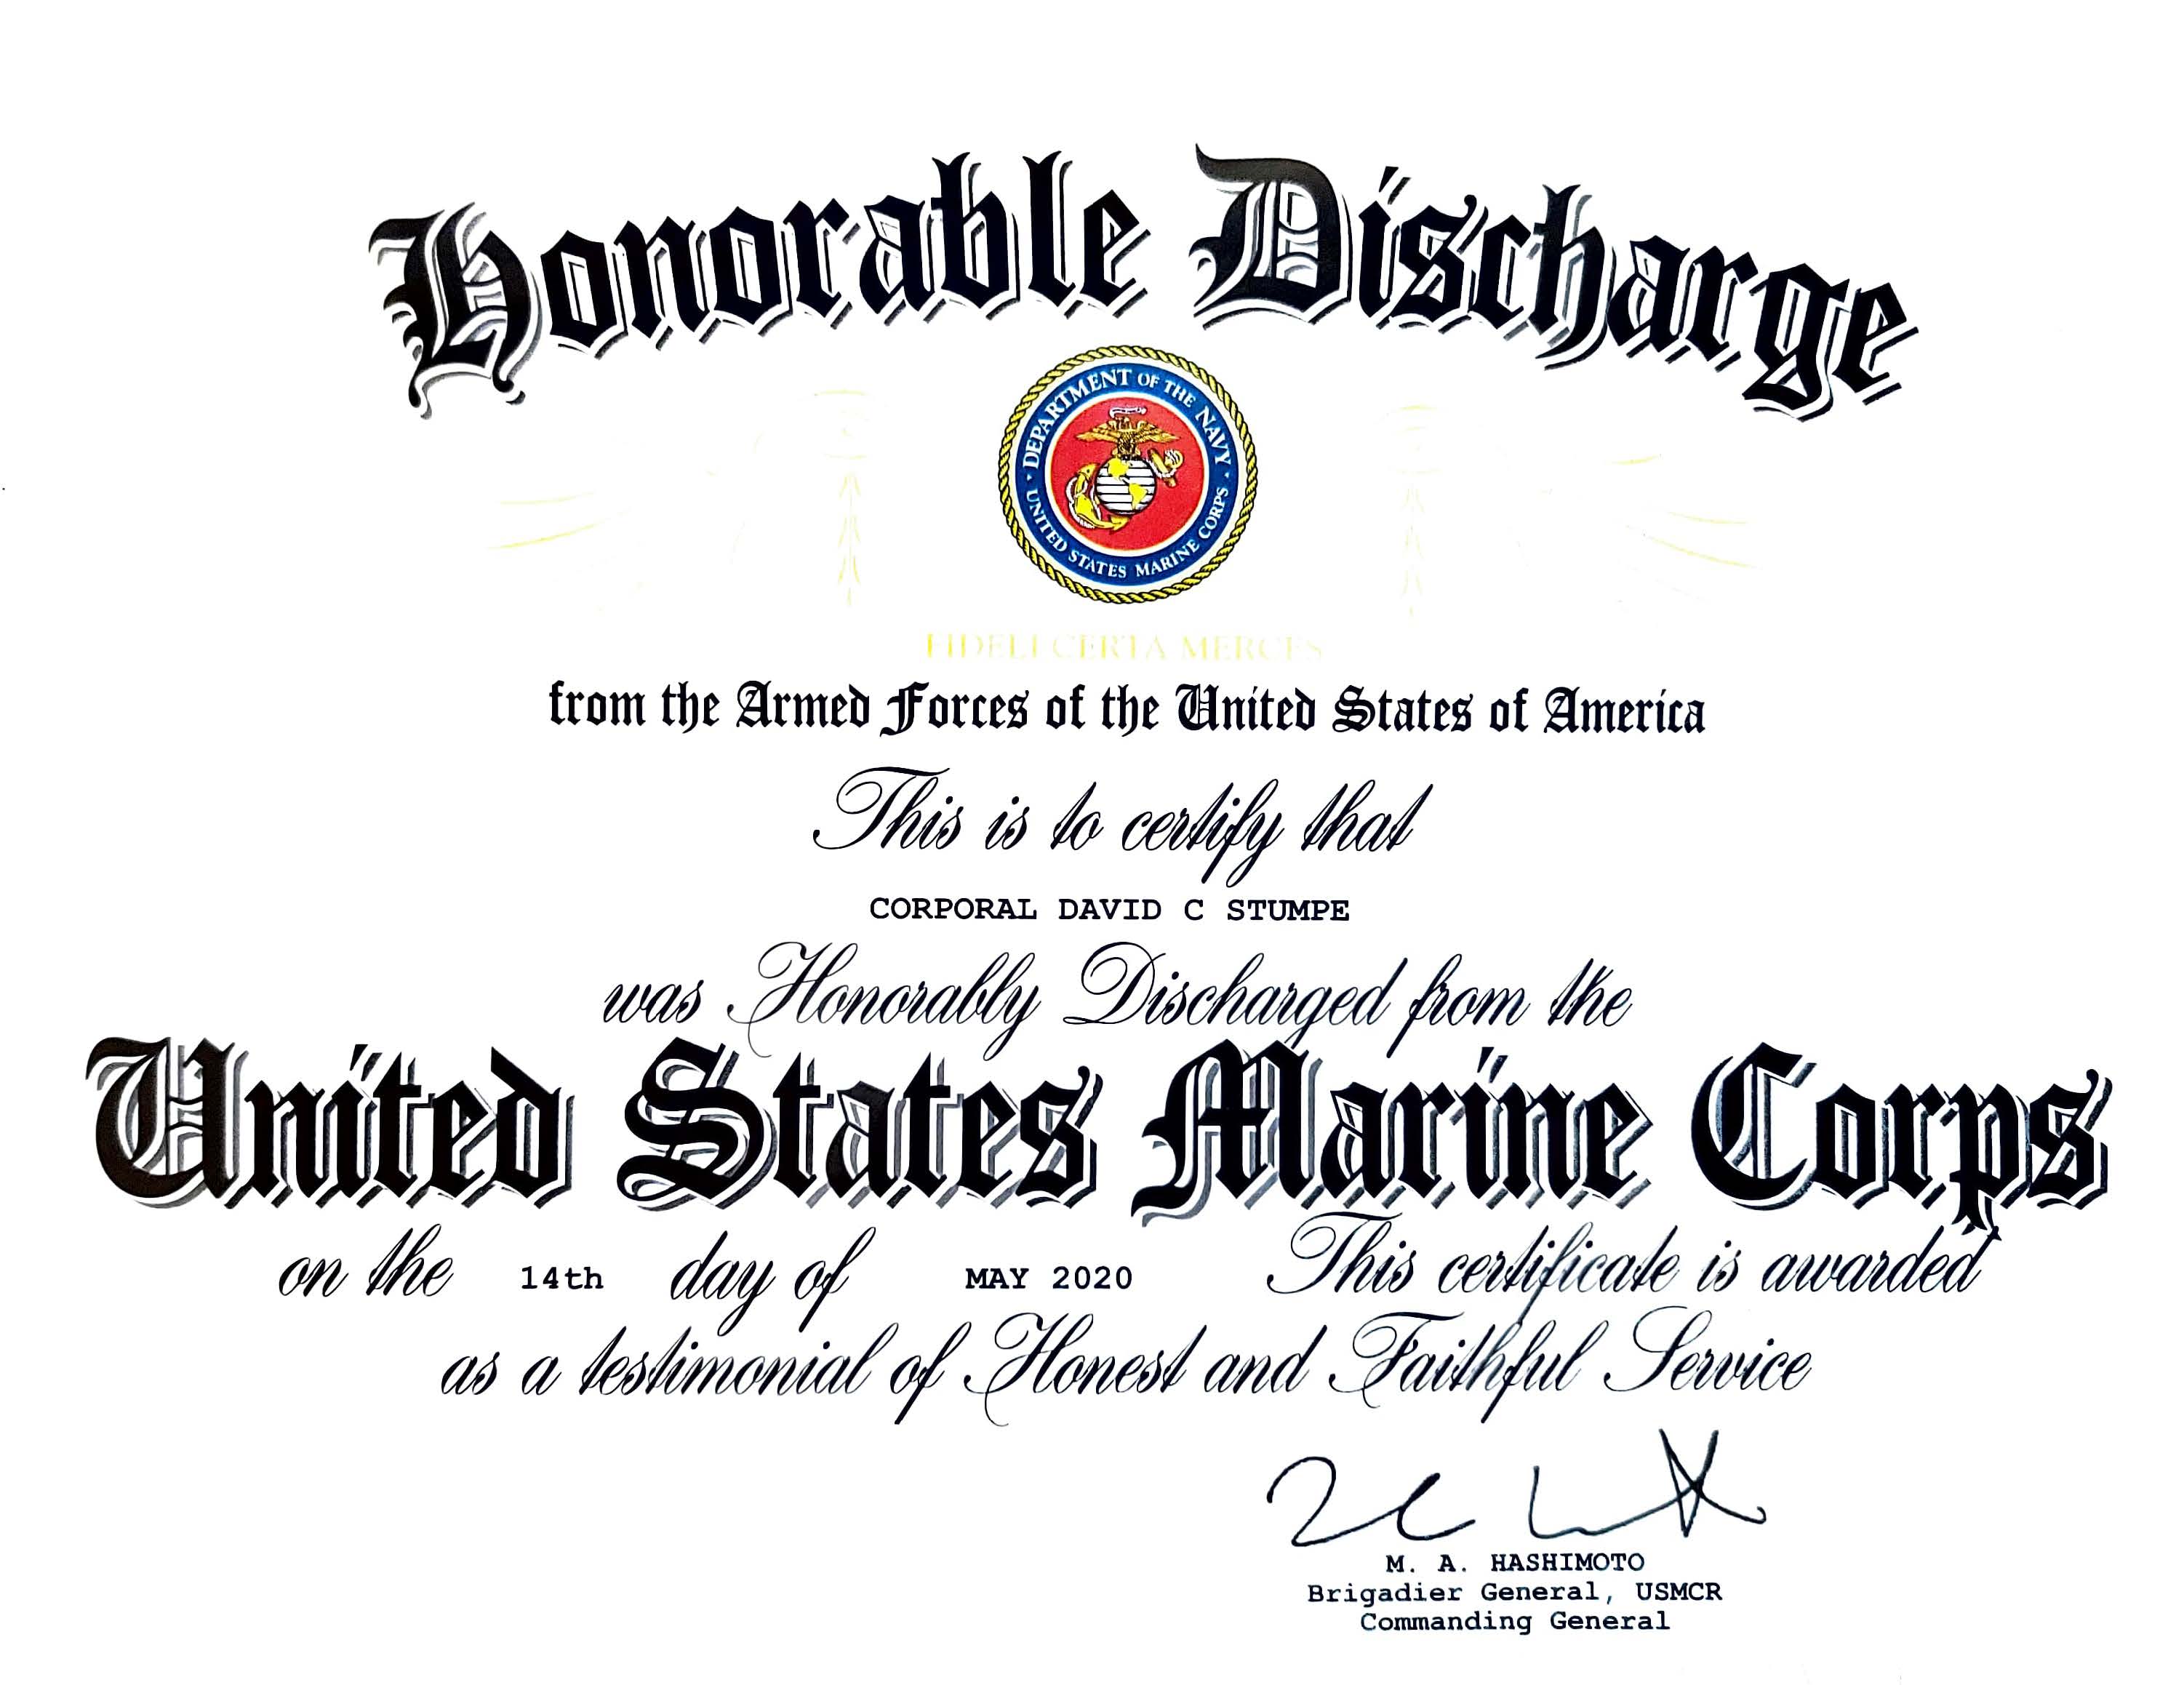 Honorable Discharge
DEPARTMENT OF THE NAVY
UNITED STATES MARINE CORPS
FIDELI CERTA MERCES
from the Armed Forces of the United States of America
This is to certify that
CORPORAL DAVID C STUMPE
was Honorably Discharged from the
United States Marine Corps
on the 14th day of MAY 2020 This certificate is awarded
as a testimonial of Honest and Faithful Service
M. A. HASHIMOTO
Brigadier General, USMCR
Commanding General